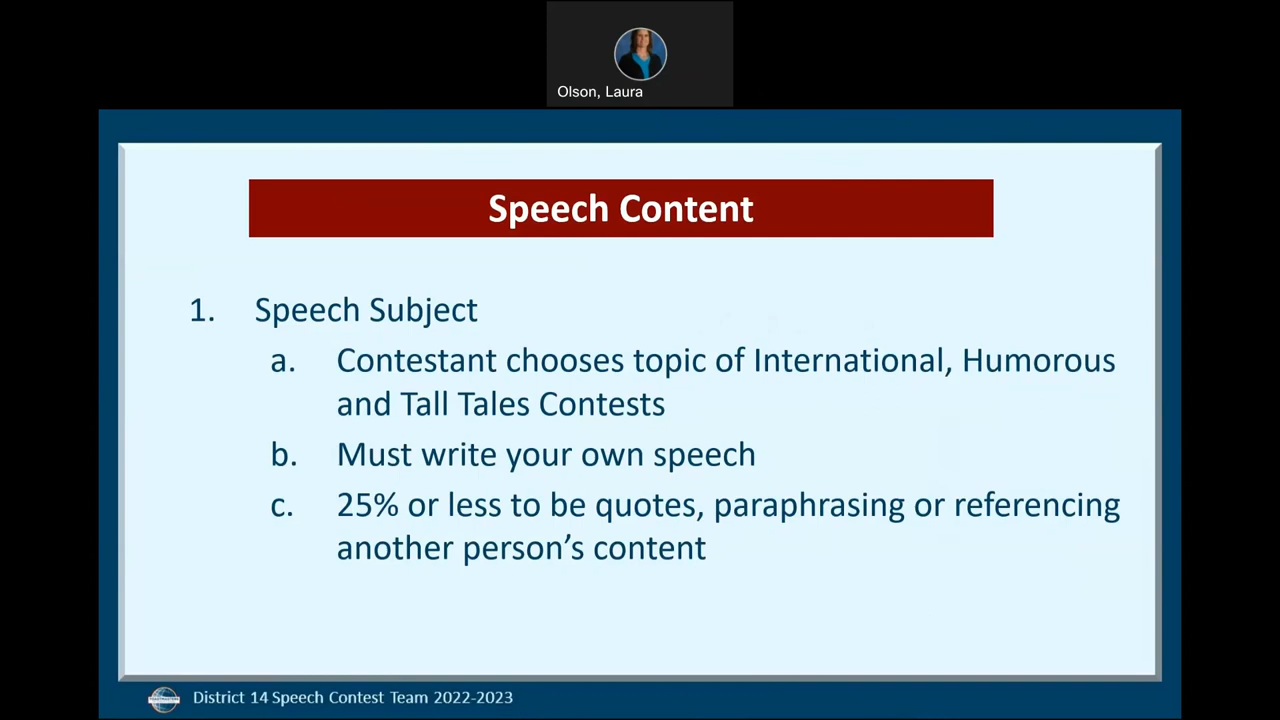 Olson, Laura
Speech Content
1. Speech Subject
a. Contestant chooses topic of International, Humorous
and Tall Tales Contests
b. Must write your own speech
c. 25% or less to be quotes, paraphrasing or referencing
another person’s content
TOASTMASTERS
District 14 Speech Contest Team 2022-2023